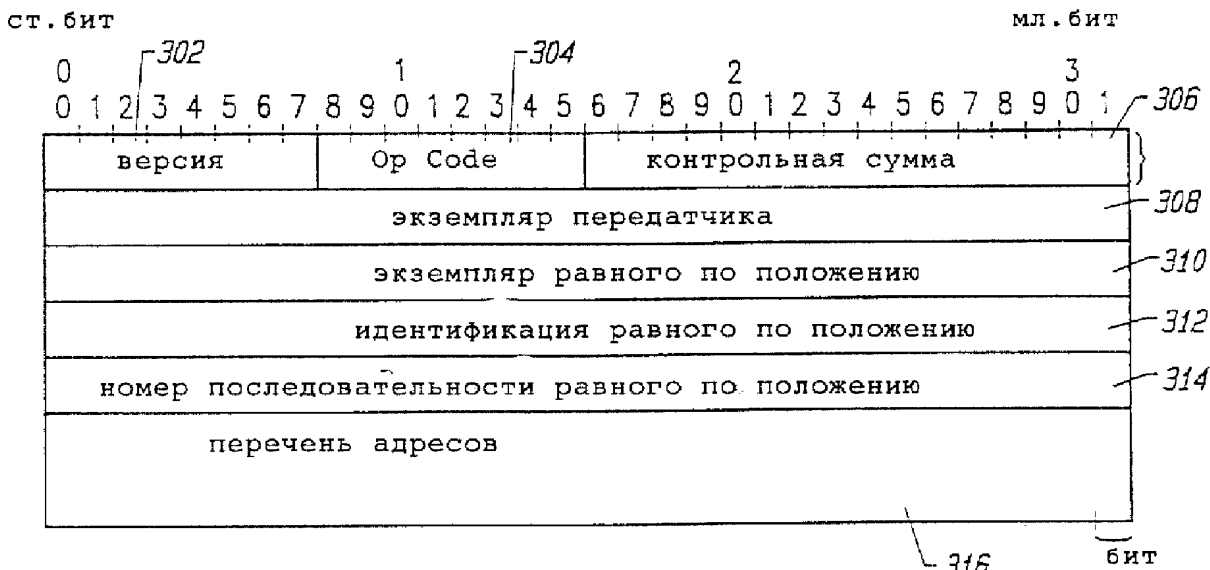 ст.бит мл.бит
302 304
0 1 2 3
0 1 2 3 4 5 6 7 8 9 0 1 2 3 4 5 6 7 8 9 0 1 2 3 4 5 6 7 8 9 0 1 306
версия Op Code контрольная сумма
экземпляр передатчика 308
экземпляр равного по положению 310
идентификация равного по положению 312
номер последовательности равного по положению 314
перечень адресов
316 бит